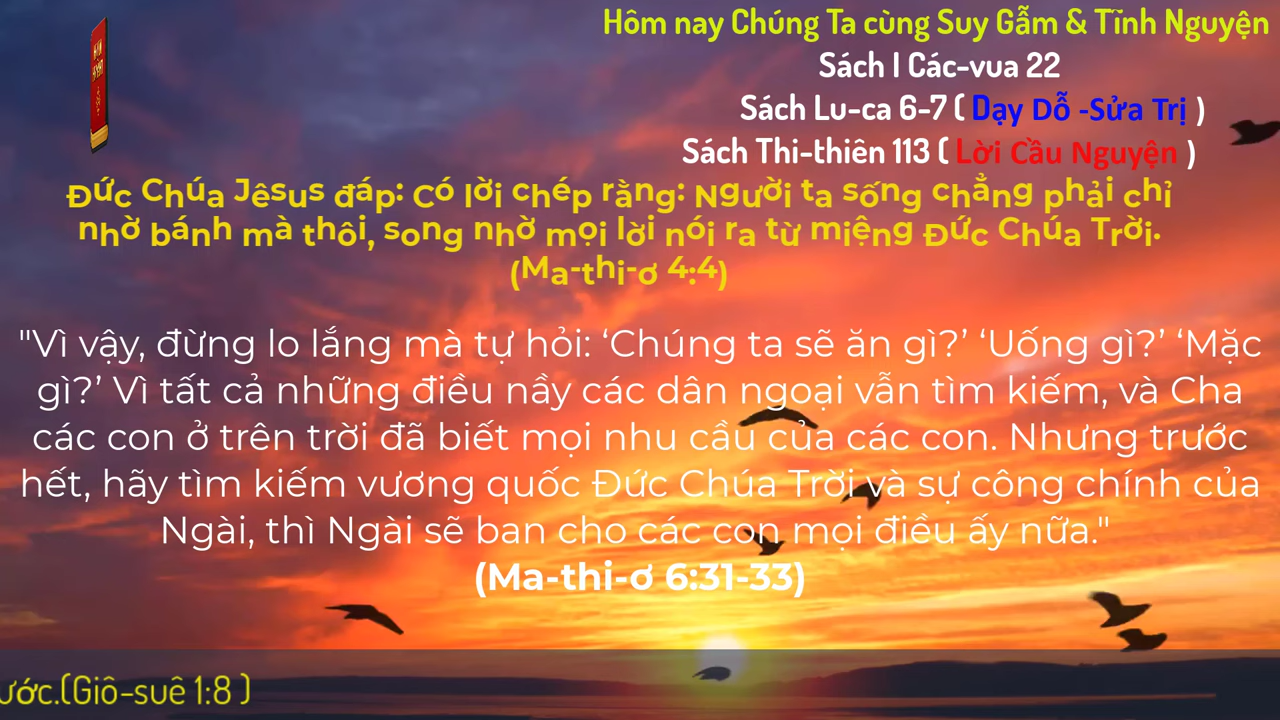 Hôm nay Chúng Ta cùng Suy Gẫm & Tĩnh Nguyện
Sách I Các-vua 22
Sách Lu-ca 6-7 ( Dạy Dỗ -Sửa Trị )
Sách Thi-thiên 113 ( Lời Cầu Nguyện )
Đức Chúa Jêsus đáp: Có lời chép rằng: Người ta sống chẳng phải chỉ
nhờ bánh mà thôi, song nhờ mọi lời nói ra từ miệng Đức Chúa Trời.
(Ma-thi-ơ 4:4)
"Vì vậy, đừng lo lắng mà tự hỏi: ‘Chúng ta sẽ ăn gì?’ ‘Uống gì?’ ‘Mặc
gì?’ Vì tất cả những điều nầy các dân ngoại vẫn tìm kiếm, và Cha
các con ở trên trời đã biết mọi nhu cầu của các con. Nhưng trước
hết, hãy tìm kiếm vương quốc Đức Chúa Trời và sự công chính của
Ngài, thì Ngài sẽ ban cho các con mọi điều ấy nữa."
(Ma-thi-ơ 6:31-33)
ước.(Giô-suê 1:8 )